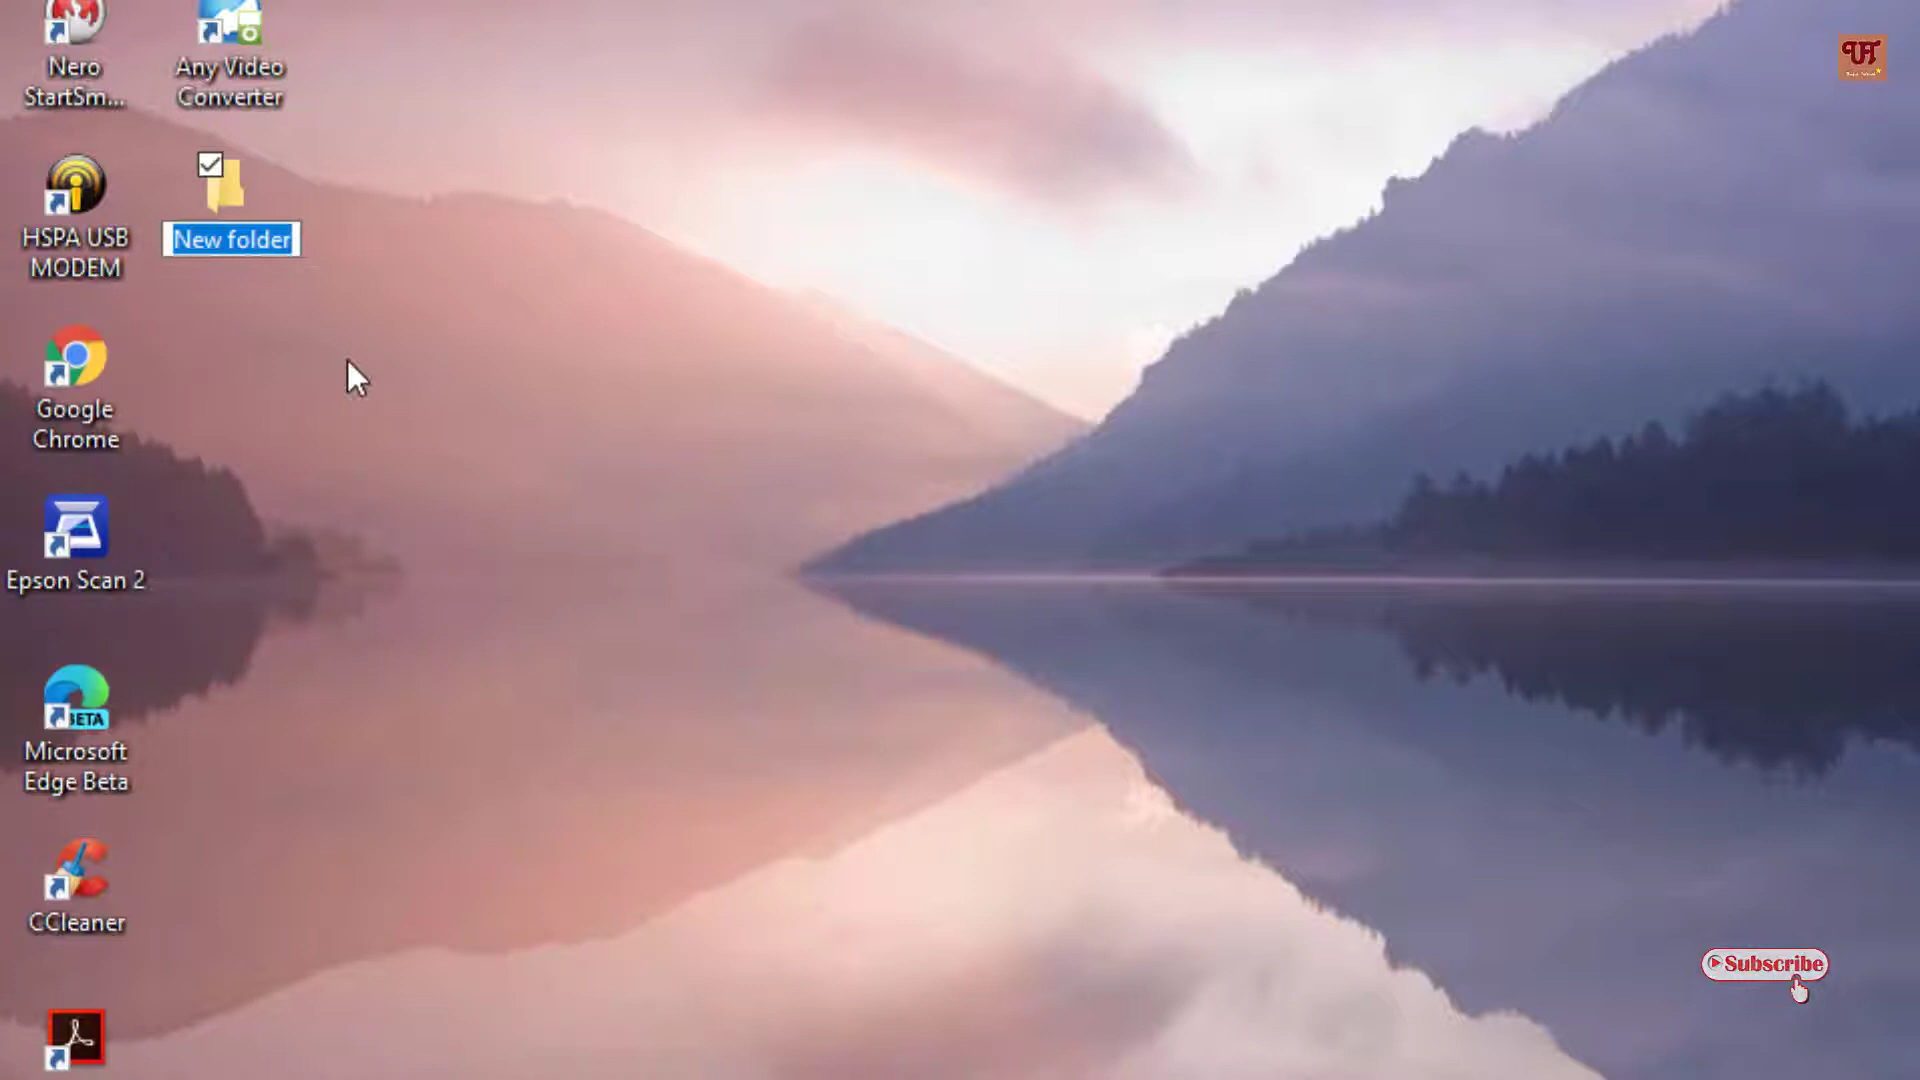 Nero
StartSm...
Any Video
Converter
HSPA USB
MODEM
New folder
Google
Chrome
Epson Scan 2
BETA
Microsoft
Edge Beta
CCleaner
UFT
Subscribe